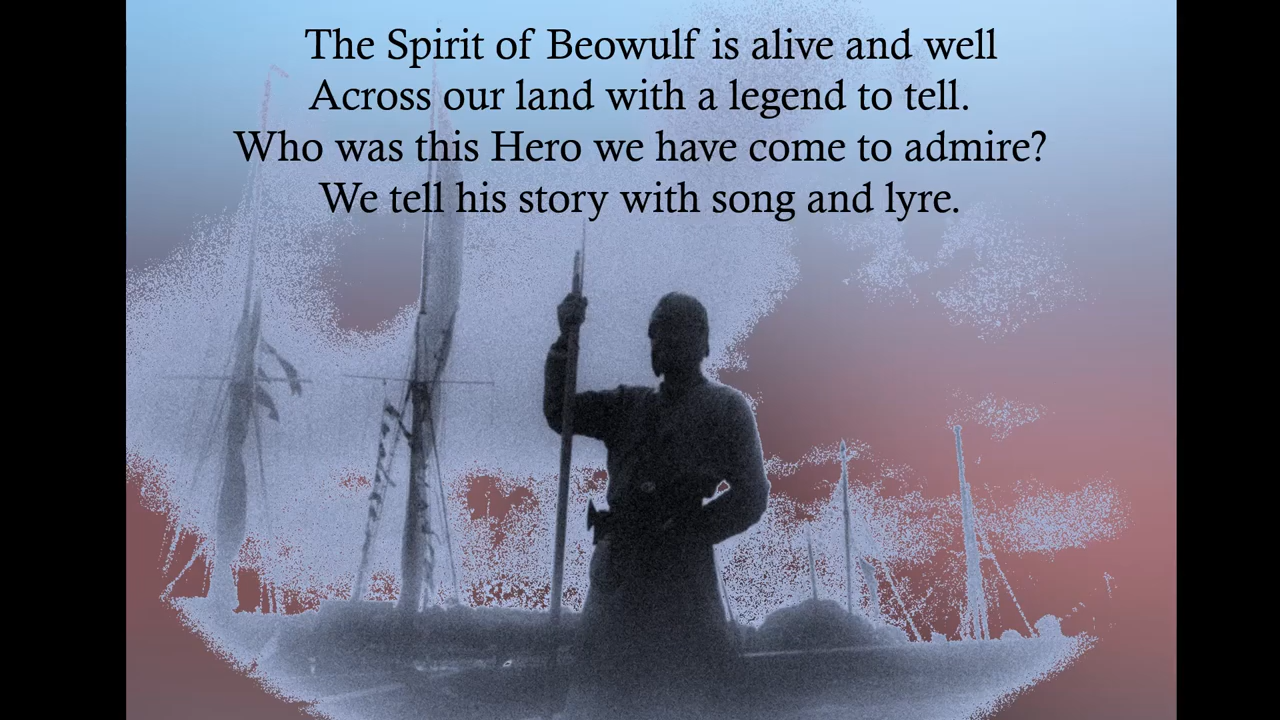 The Spirit of Beowulf is alive and well
Across our land with a legend to tell.
Who was this Hero we have come to admire?
We tell his story with song and lyre.